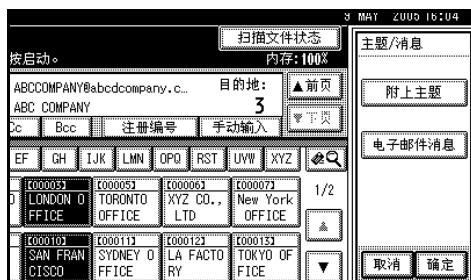 9 MAY 2005 16:04
扫描文件状态
主题/消息
按启动。
内存:100%
ABCCOMPANY@abcdcompany.c…
目的地:
3
▲前页
ABC COMPANY
附上主题
Cc
Bcc
注册编号
手动输入
▼下页
电子邮件消息
EF
GH
IJK
LMN
OPQ
RST
UVW
XYZ
[00003]
LONDON O
FFICE
[00005]
TORONTO
OFFICE
[00006]
XYZ CO.,
LTD
[00007]
New York
OFFICE
1/2
[00010]
SAN FRAN
CISCO
[00011]
SYDNEY O
FFICE
[00012]
LA FACTO
RY
[00013]
TOKYO OF
FICE
▲
▼
取消
确定